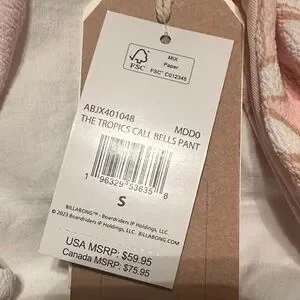 FSC
MIX
Paper
FSC® C012345
ABJX401048 MDD0
THE TROPICS CALL BELLS PANT
1 96329 53635 8
S
BILLABONG™ - Boardriders IP Holdings, LLC.
© 2023 Boardriders IP Holdings, LLC. BILLABONG.COM
USA MSRP: $59.95
Canada MSRP: $75.95